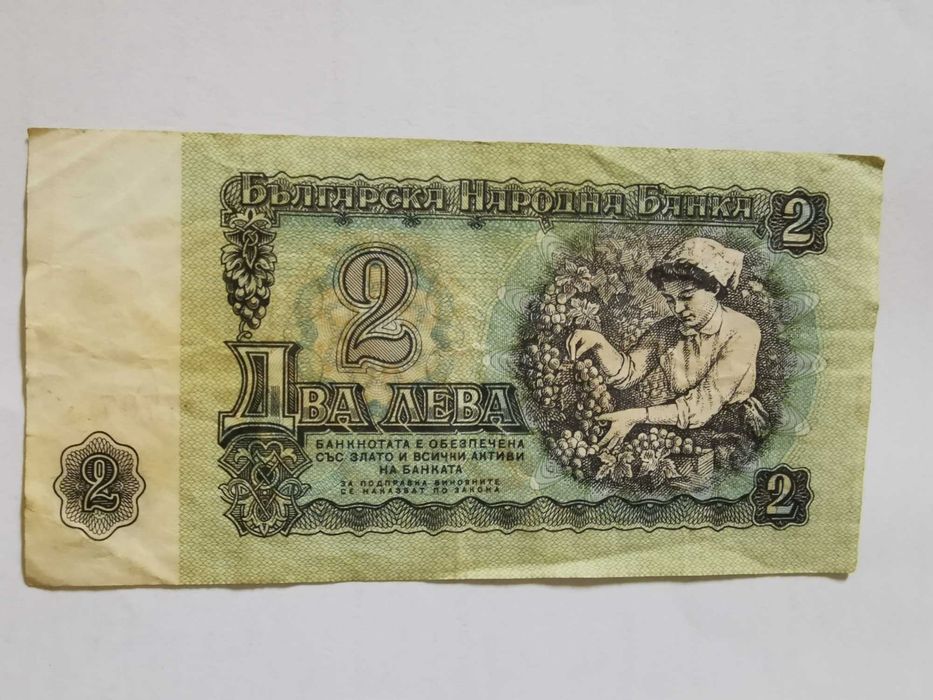 Българска Народна Банка
2
2
Два лева
банкнотата е обезпечена
със злато и всички активи
на банката
за подправка виновните
се наказват по закона
2
2